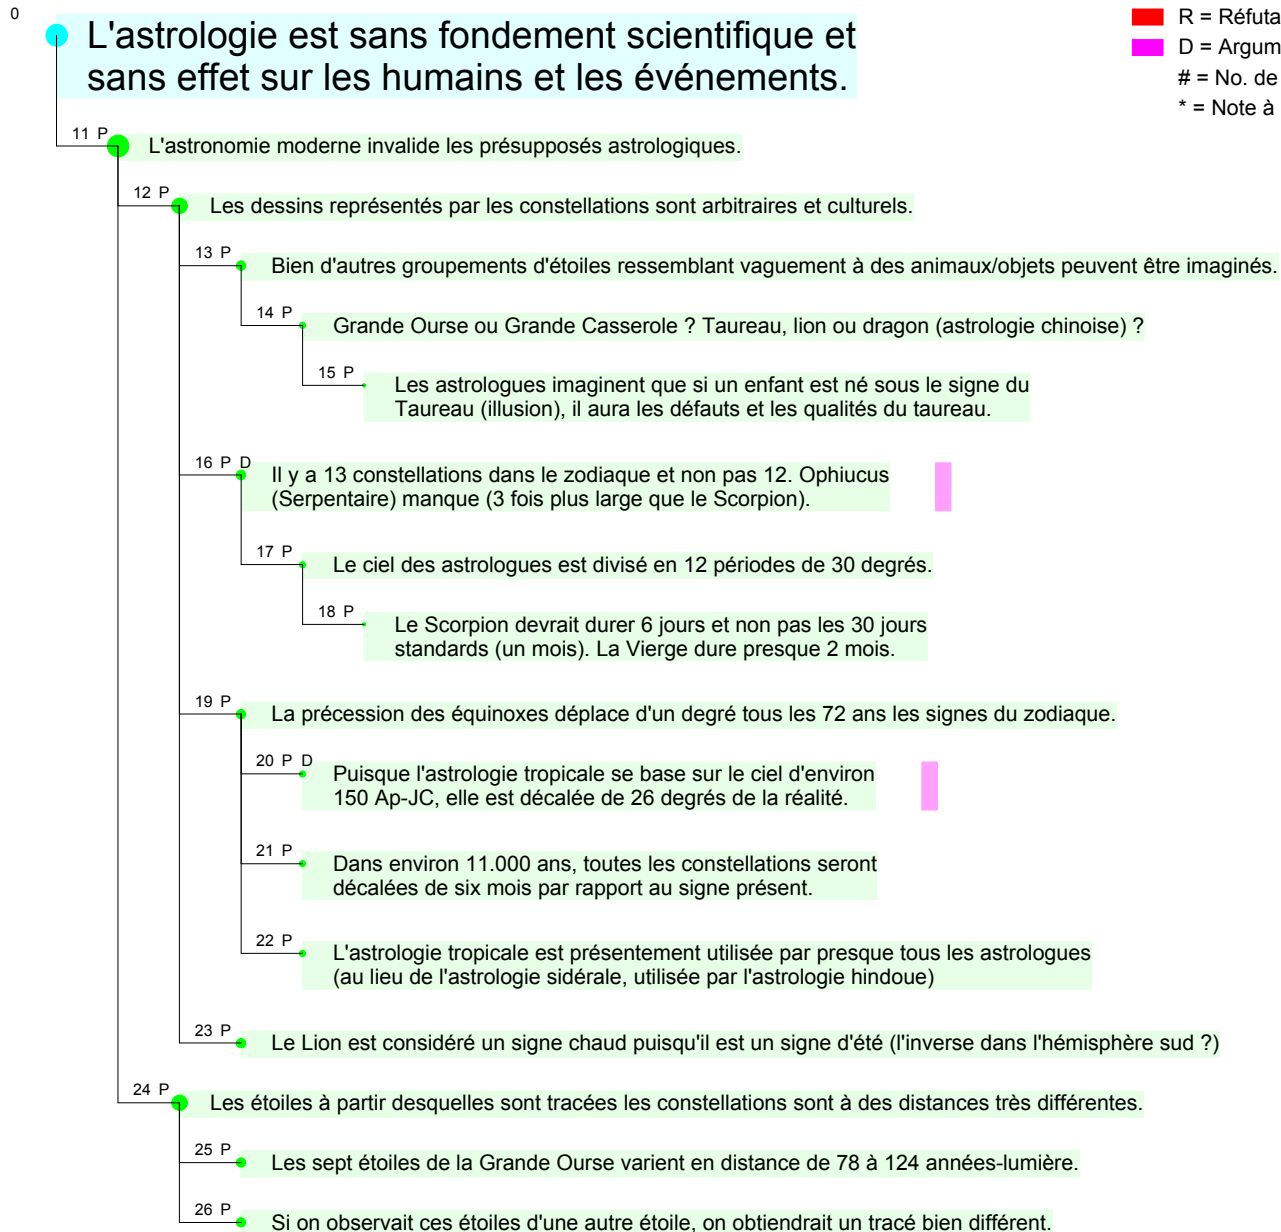 0
L'astrologie est sans fondement scientifique et
sans effet sur les humains et les événements.
R = Réfuta
D = Argum
# = No. de
* = Note à
11 P
L'astronomie moderne invalide les présupposés astrologiques.
12 P
Les dessins représentés par les constellations sont arbitraires et culturels.
13 P
Bien d'autres groupements d'étoiles ressemblant vaguement à des animaux/objets peuvent être imaginés.
14 P
Grande Ourse ou Grande Casserole ? Taureau, lion ou dragon (astrologie chinoise) ?
15 P
Les astrologues imaginent que si un enfant est né sous le signe du
Taureau (illusion), il aura les défauts et les qualités du taureau.
16 P D
Il y a 13 constellations dans le zodiaque et non pas 12. Ophiucus
(Serpentaire) manque (3 fois plus large que le Scorpion).
17 P
Le ciel des astrologues est divisé en 12 périodes de 30 degrés.
18 P
Le Scorpion devrait durer 6 jours et non pas les 30 jours
standards (un mois). La Vierge dure presque 2 mois.
19 P
La précession des équinoxes déplace d'un degré tous les 72 ans les signes du zodiaque.
20 P D
Puisque l'astrologie tropicale se base sur le ciel d'environ
150 Ap-JC, elle est décalée de 26 degrés de la réalité.
21 P
Dans environ 11.000 ans, toutes les constellations seront
décalées de six mois par rapport au signe présent.
22 P
L'astrologie tropicale est présentement utilisée par presque tous les astrologues
(au lieu de l'astrologie sidérale, utilisée par l'astrologie hindoue)
23 P
Le Lion est considéré un signe chaud puisqu'il est un signe d'été (l'inverse dans l'hémisphère sud ?)
24 P
Les étoiles à partir desquelles sont tracées les constellations sont à des distances très différentes.
25 P
Les sept étoiles de la Grande Ourse varient en distance de 78 à 124 années-lumière.
26 P
Si on observait ces étoiles d'une autre étoile, on obtiendrait un tracé bien différent.